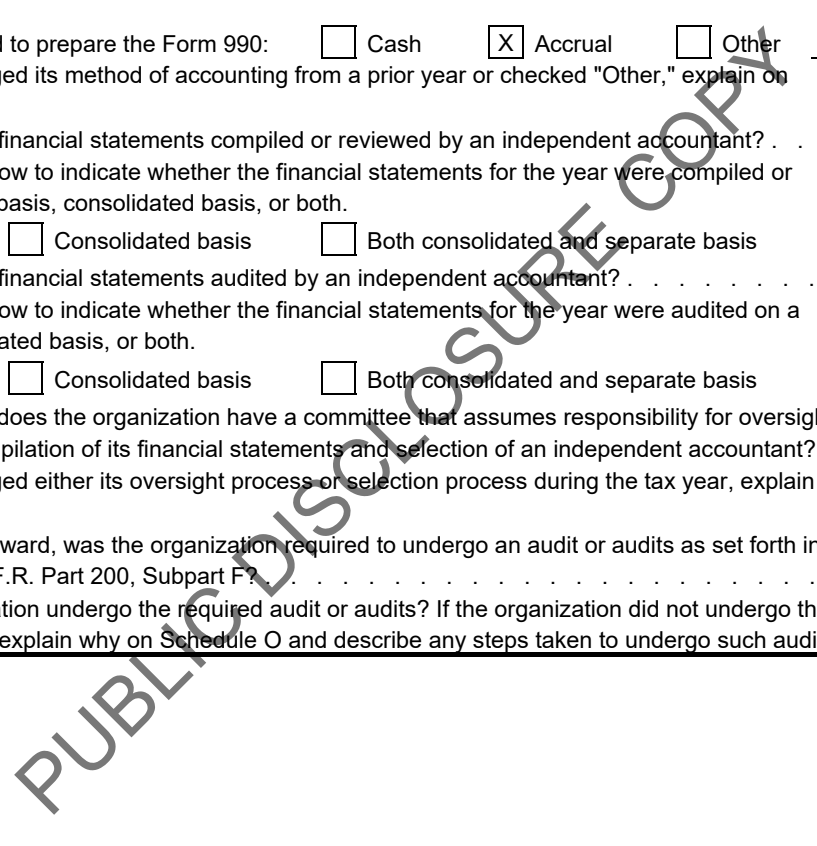 d to prepare the Form 990: Cash X Accrual Other
ged its method of accounting from a prior year or checked "Other," explain on
financial statements compiled or reviewed by an independent accountant? . .
ow to indicate whether the financial statements for the year were compiled or
basis, consolidated basis, or both.
Consolidated basis Both consolidated and separate basis
financial statements audited by an independent accountant? . . . . . . . .
ow to indicate whether the financial statements for the year were audited on a
ated basis, or both.
Consolidated basis Both consolidated and separate basis
does the organization have a committee that assumes responsibility for oversigh
pilation of its financial statements and selection of an independent accountant?
ged either its oversight process or selection process during the tax year, explain
ward, was the organization required to undergo an audit or audits as set forth in
F.R. Part 200, Subpart F? . . . . . . . . . . . . . . . . . . .
ation undergo the required audit or audits? If the organization did not undergo th
explain why on Schedule O and describe any steps taken to undergo such audi
PUBLIC DISCLOSURE COPY